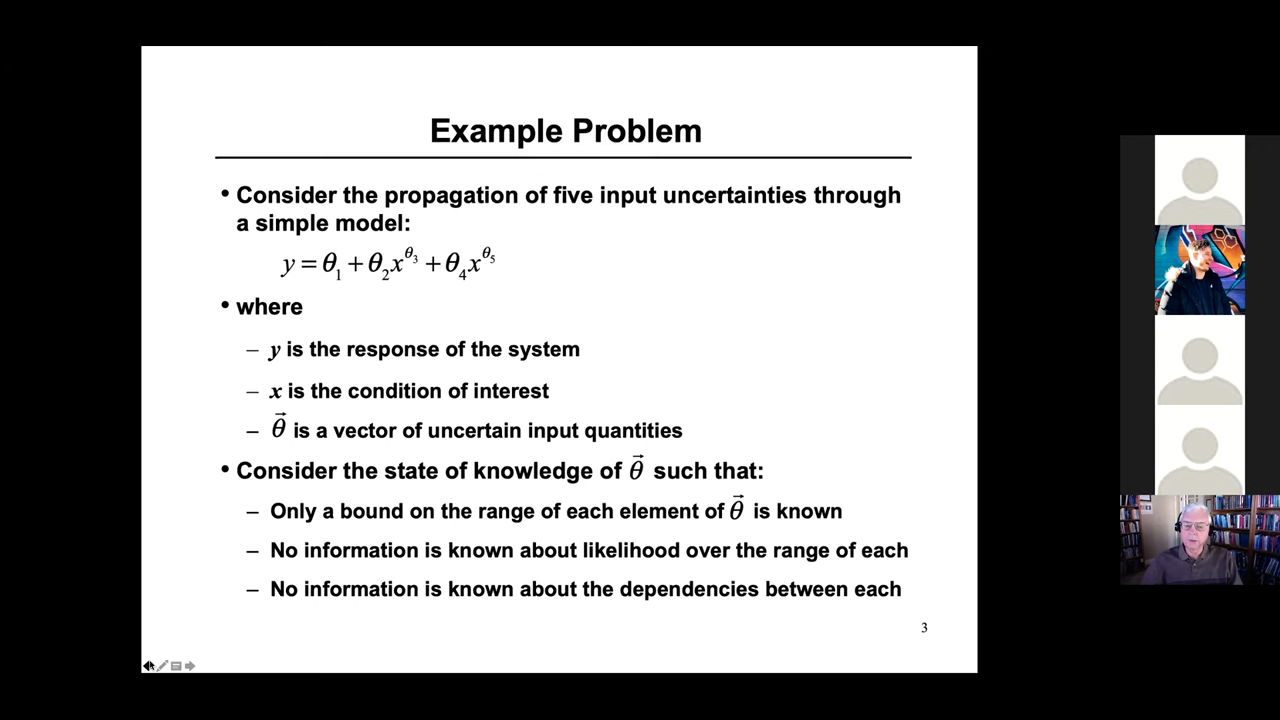 Example Problem
• Consider the propagation of five input uncertainties through
a simple model:
y = θ₁ + θ₂x^θ₃ + θ₄x^θ₅
• where
– y is the response of the system
– x is the condition of interest
– θ⃗ is a vector of uncertain input quantities
• Consider the state of knowledge of θ⃗ such that:
– Only a bound on the range of each element of θ⃗ is known
– No information is known about likelihood over the range of each
– No information is known about the dependencies between each
3